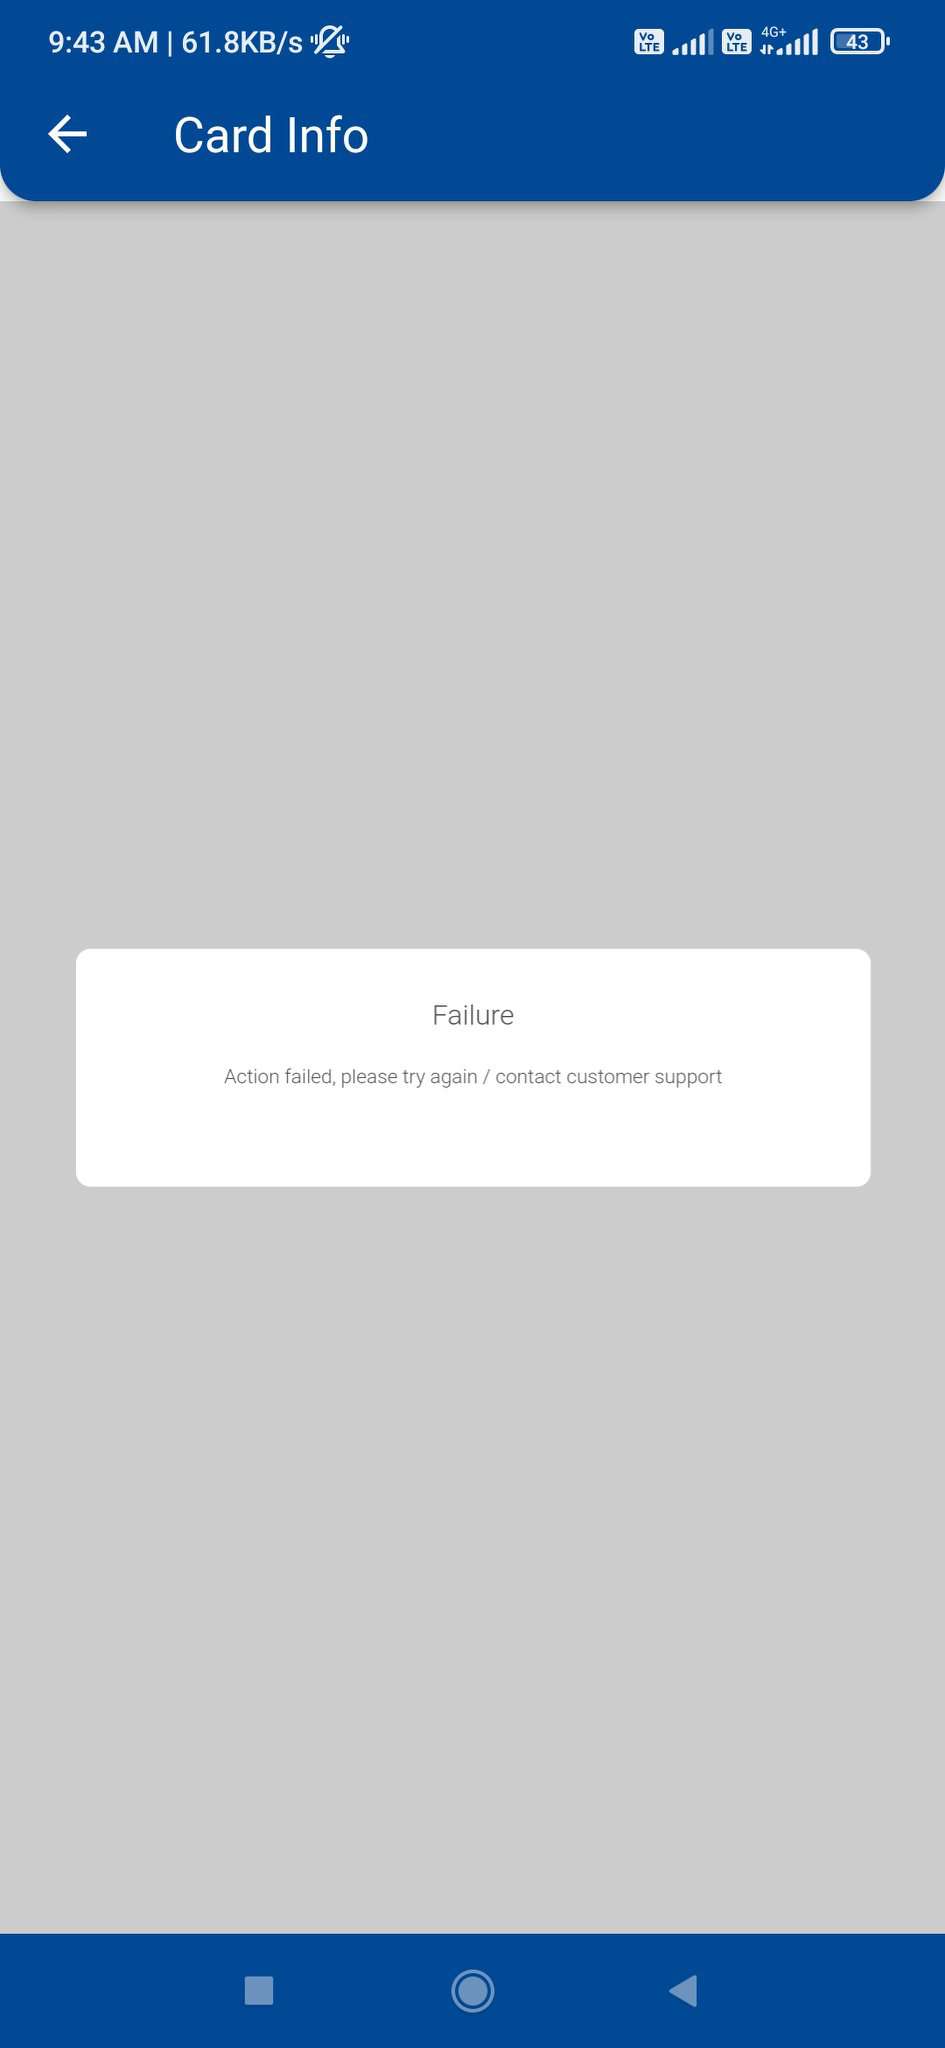 9:43 AM | 61.8KB/s Vo LTE Vo LTE 4G+ 43
Card Info
Failure
Action failed, please try again / contact customer support